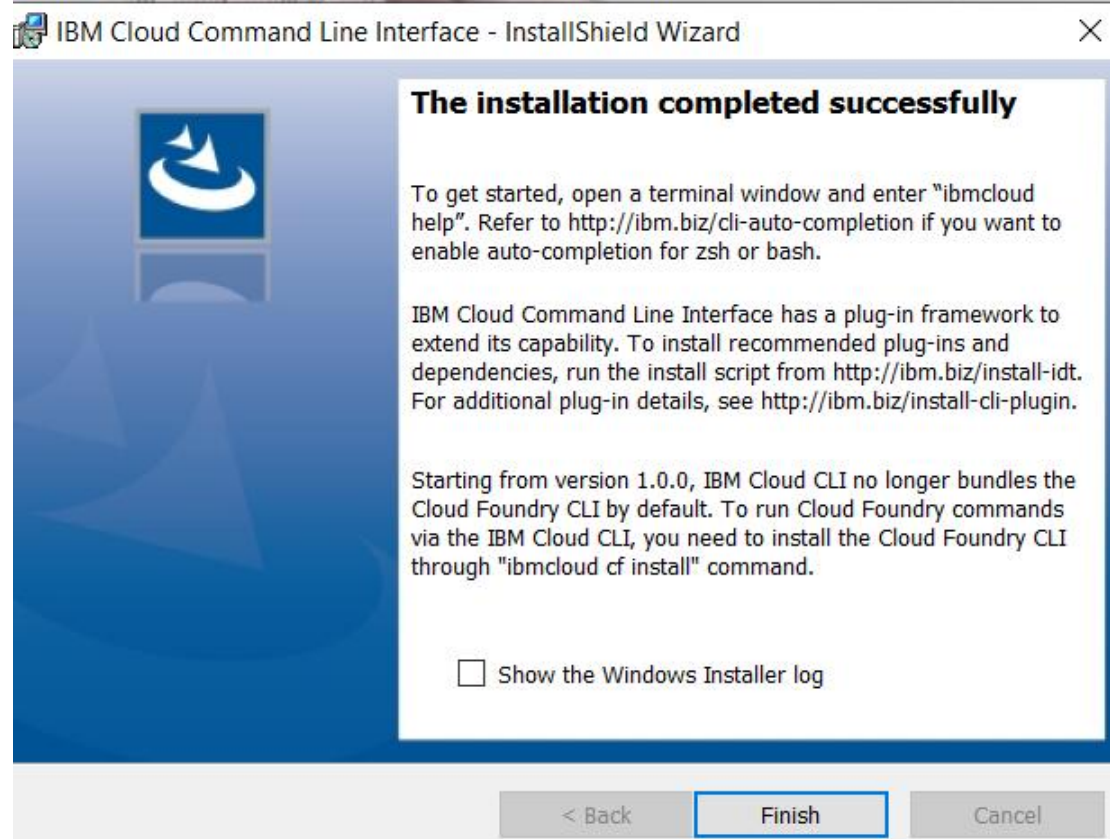 IBM Cloud Command Line Interface - InstallShield Wizard
The installation completed successfully
To get started, open a terminal window and enter “ibmcloud
help”. Refer to http://ibm.biz/cli-auto-completion if you want to
enable auto-completion for zsh or bash.
IBM Cloud Command Line Interface has a plug-in framework to
extend its capability. To install recommended plug-ins and
dependencies, run the install script from http://ibm.biz/install-idt.
For additional plug-in details, see http://ibm.biz/install-cli-plugin.
Starting from version 1.0.0, IBM Cloud CLI no longer bundles the
Cloud Foundry CLI by default. To run Cloud Foundry commands
via the IBM Cloud CLI, you need to install the Cloud Foundry CLI
through "ibmcloud cf install" command.
Show the Windows Installer log
< Back Finish Cancel